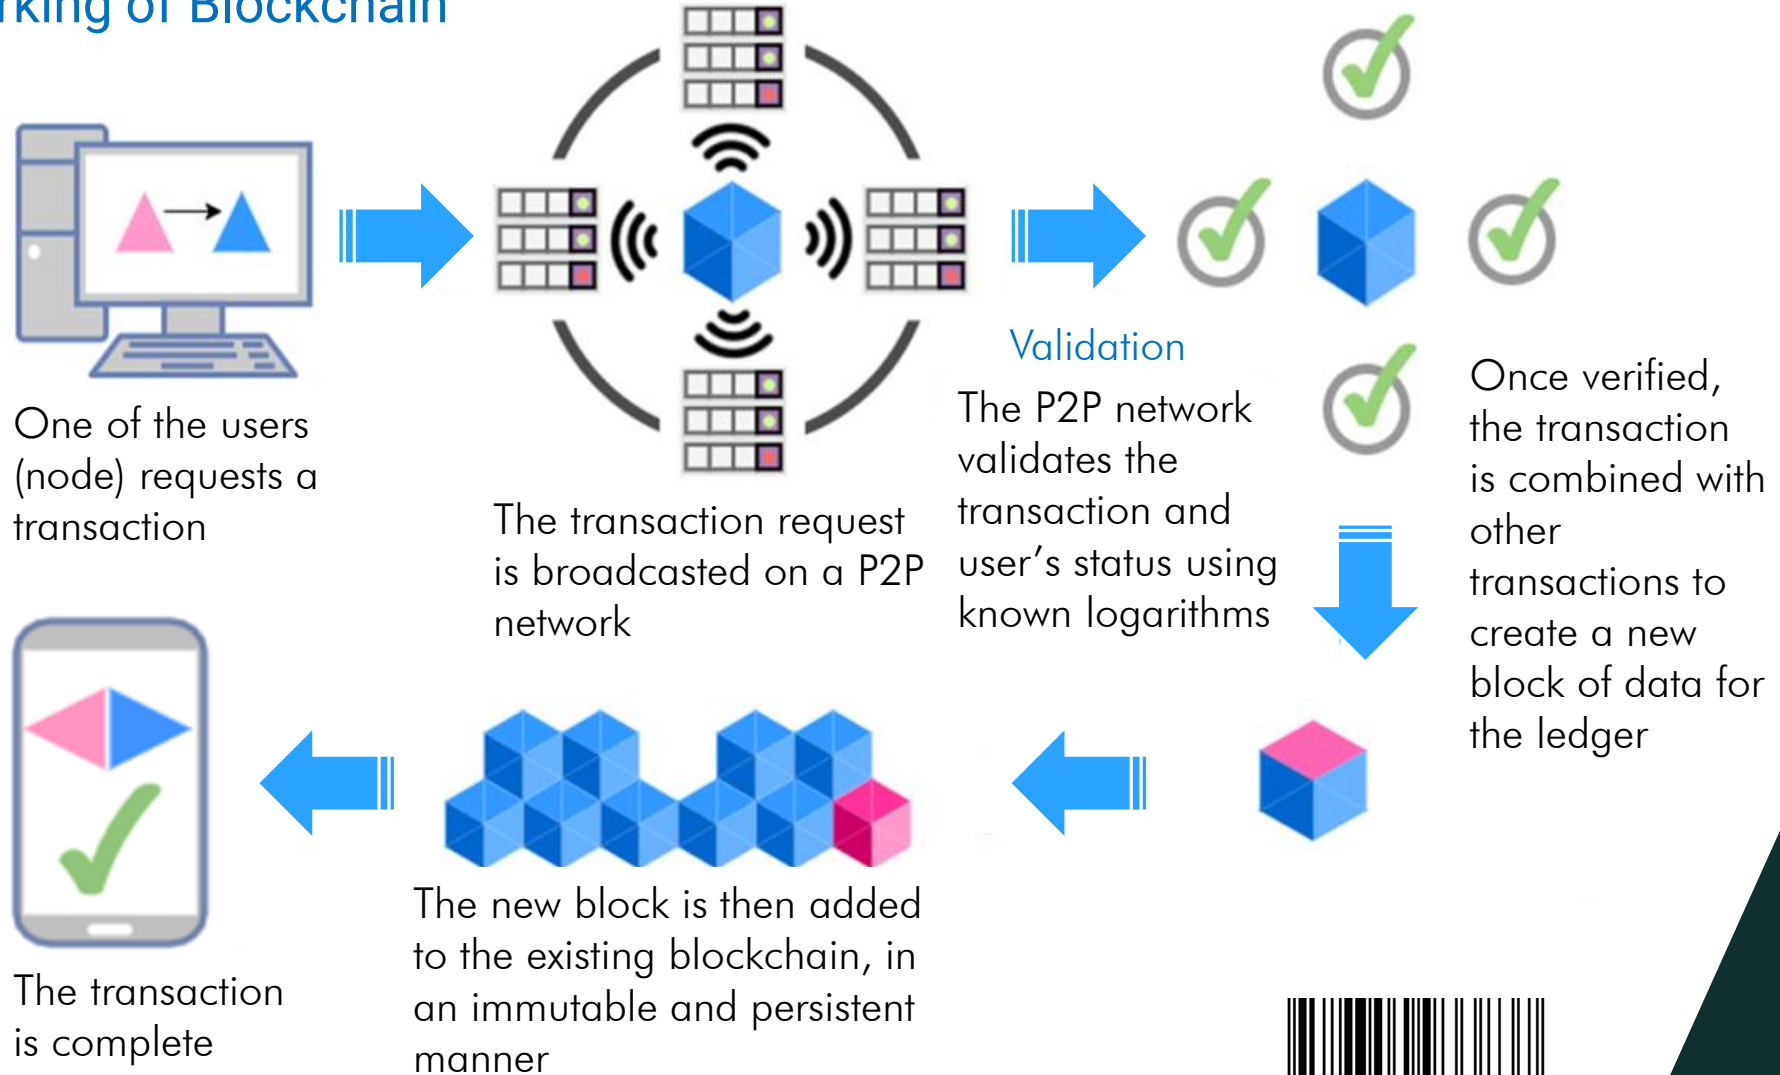 rking of Blockchain
One of the users
(node) requests a
transaction
The transaction request
is broadcasted on a P2P
network
Validation
The P2P network
validates the
transaction and
user's status using
known logarithms
Once verified,
the transaction
is combined with
other
transactions to
create a new
block of data for
the ledger
The new block is then added
to the existing blockchain, in
an immutable and persistent
manner
The transaction
is complete